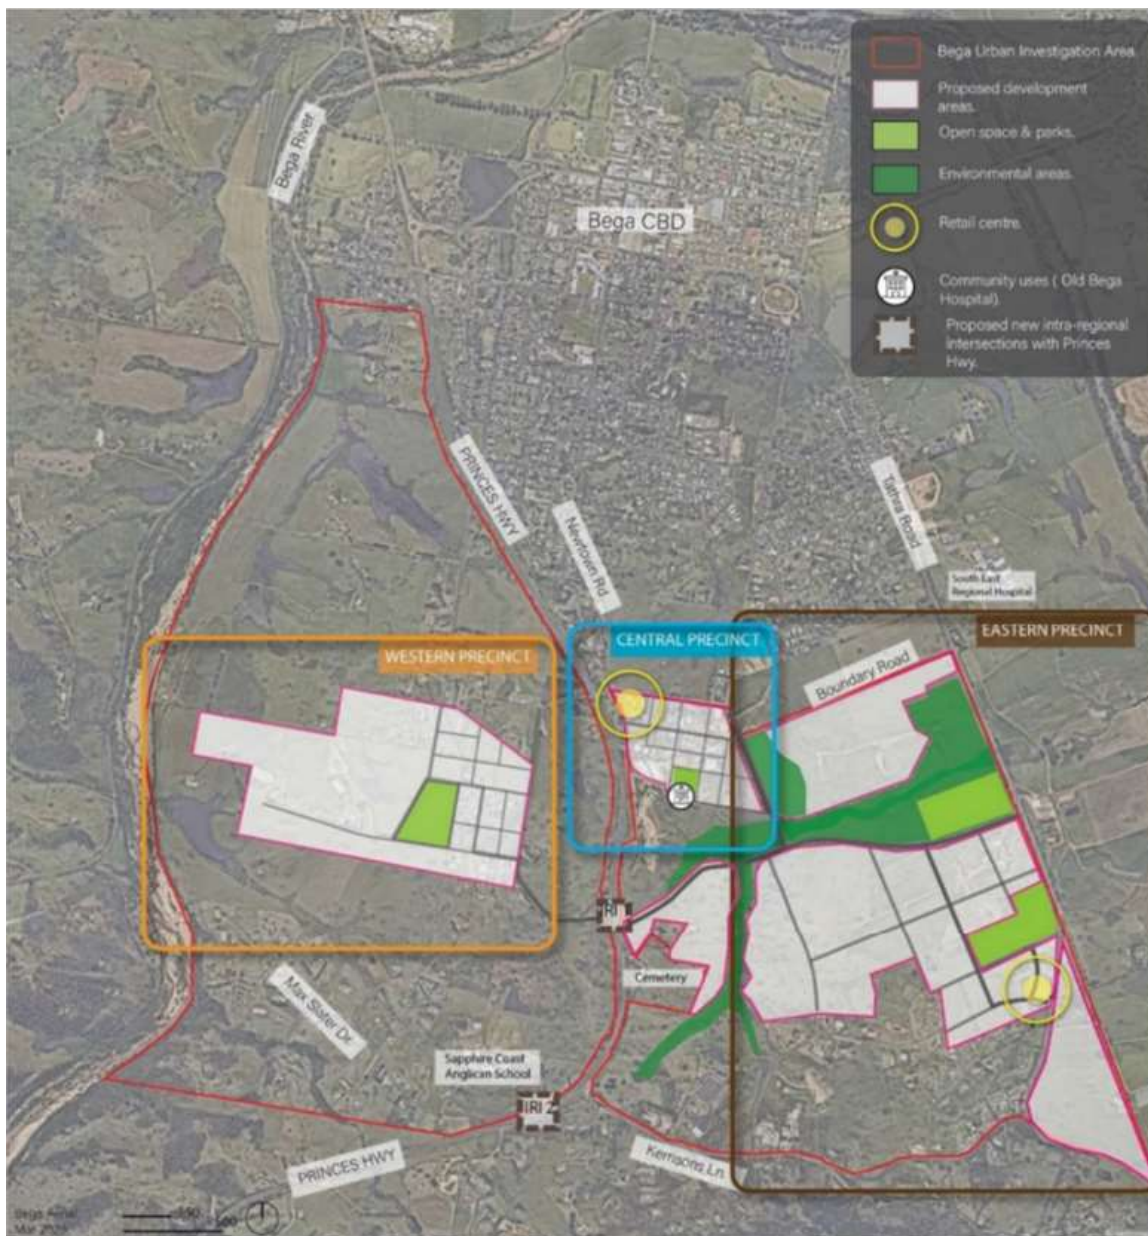 Bega Urban Investigation Area.
Proposed development
areas.
Open space & parks.
Environmental areas.
Retail centre.
Community uses ( Old Bega
Hospital).
Proposed new intra-regional
intersections with Princes
Hwy.
Bega River
Bega CBD
PRINCES HWY
Newtown Rd
Tathra Road
South East
Regional Hospital
WESTERN PRECINCT
CENTRAL PRECINCT
EASTERN PRECINCT
Boundary Road
Cemetery
Max Slater Dr.
Sapphire Coast
Anglican School
IRI 2
PRINCES HWY
Kerrisons Ln.